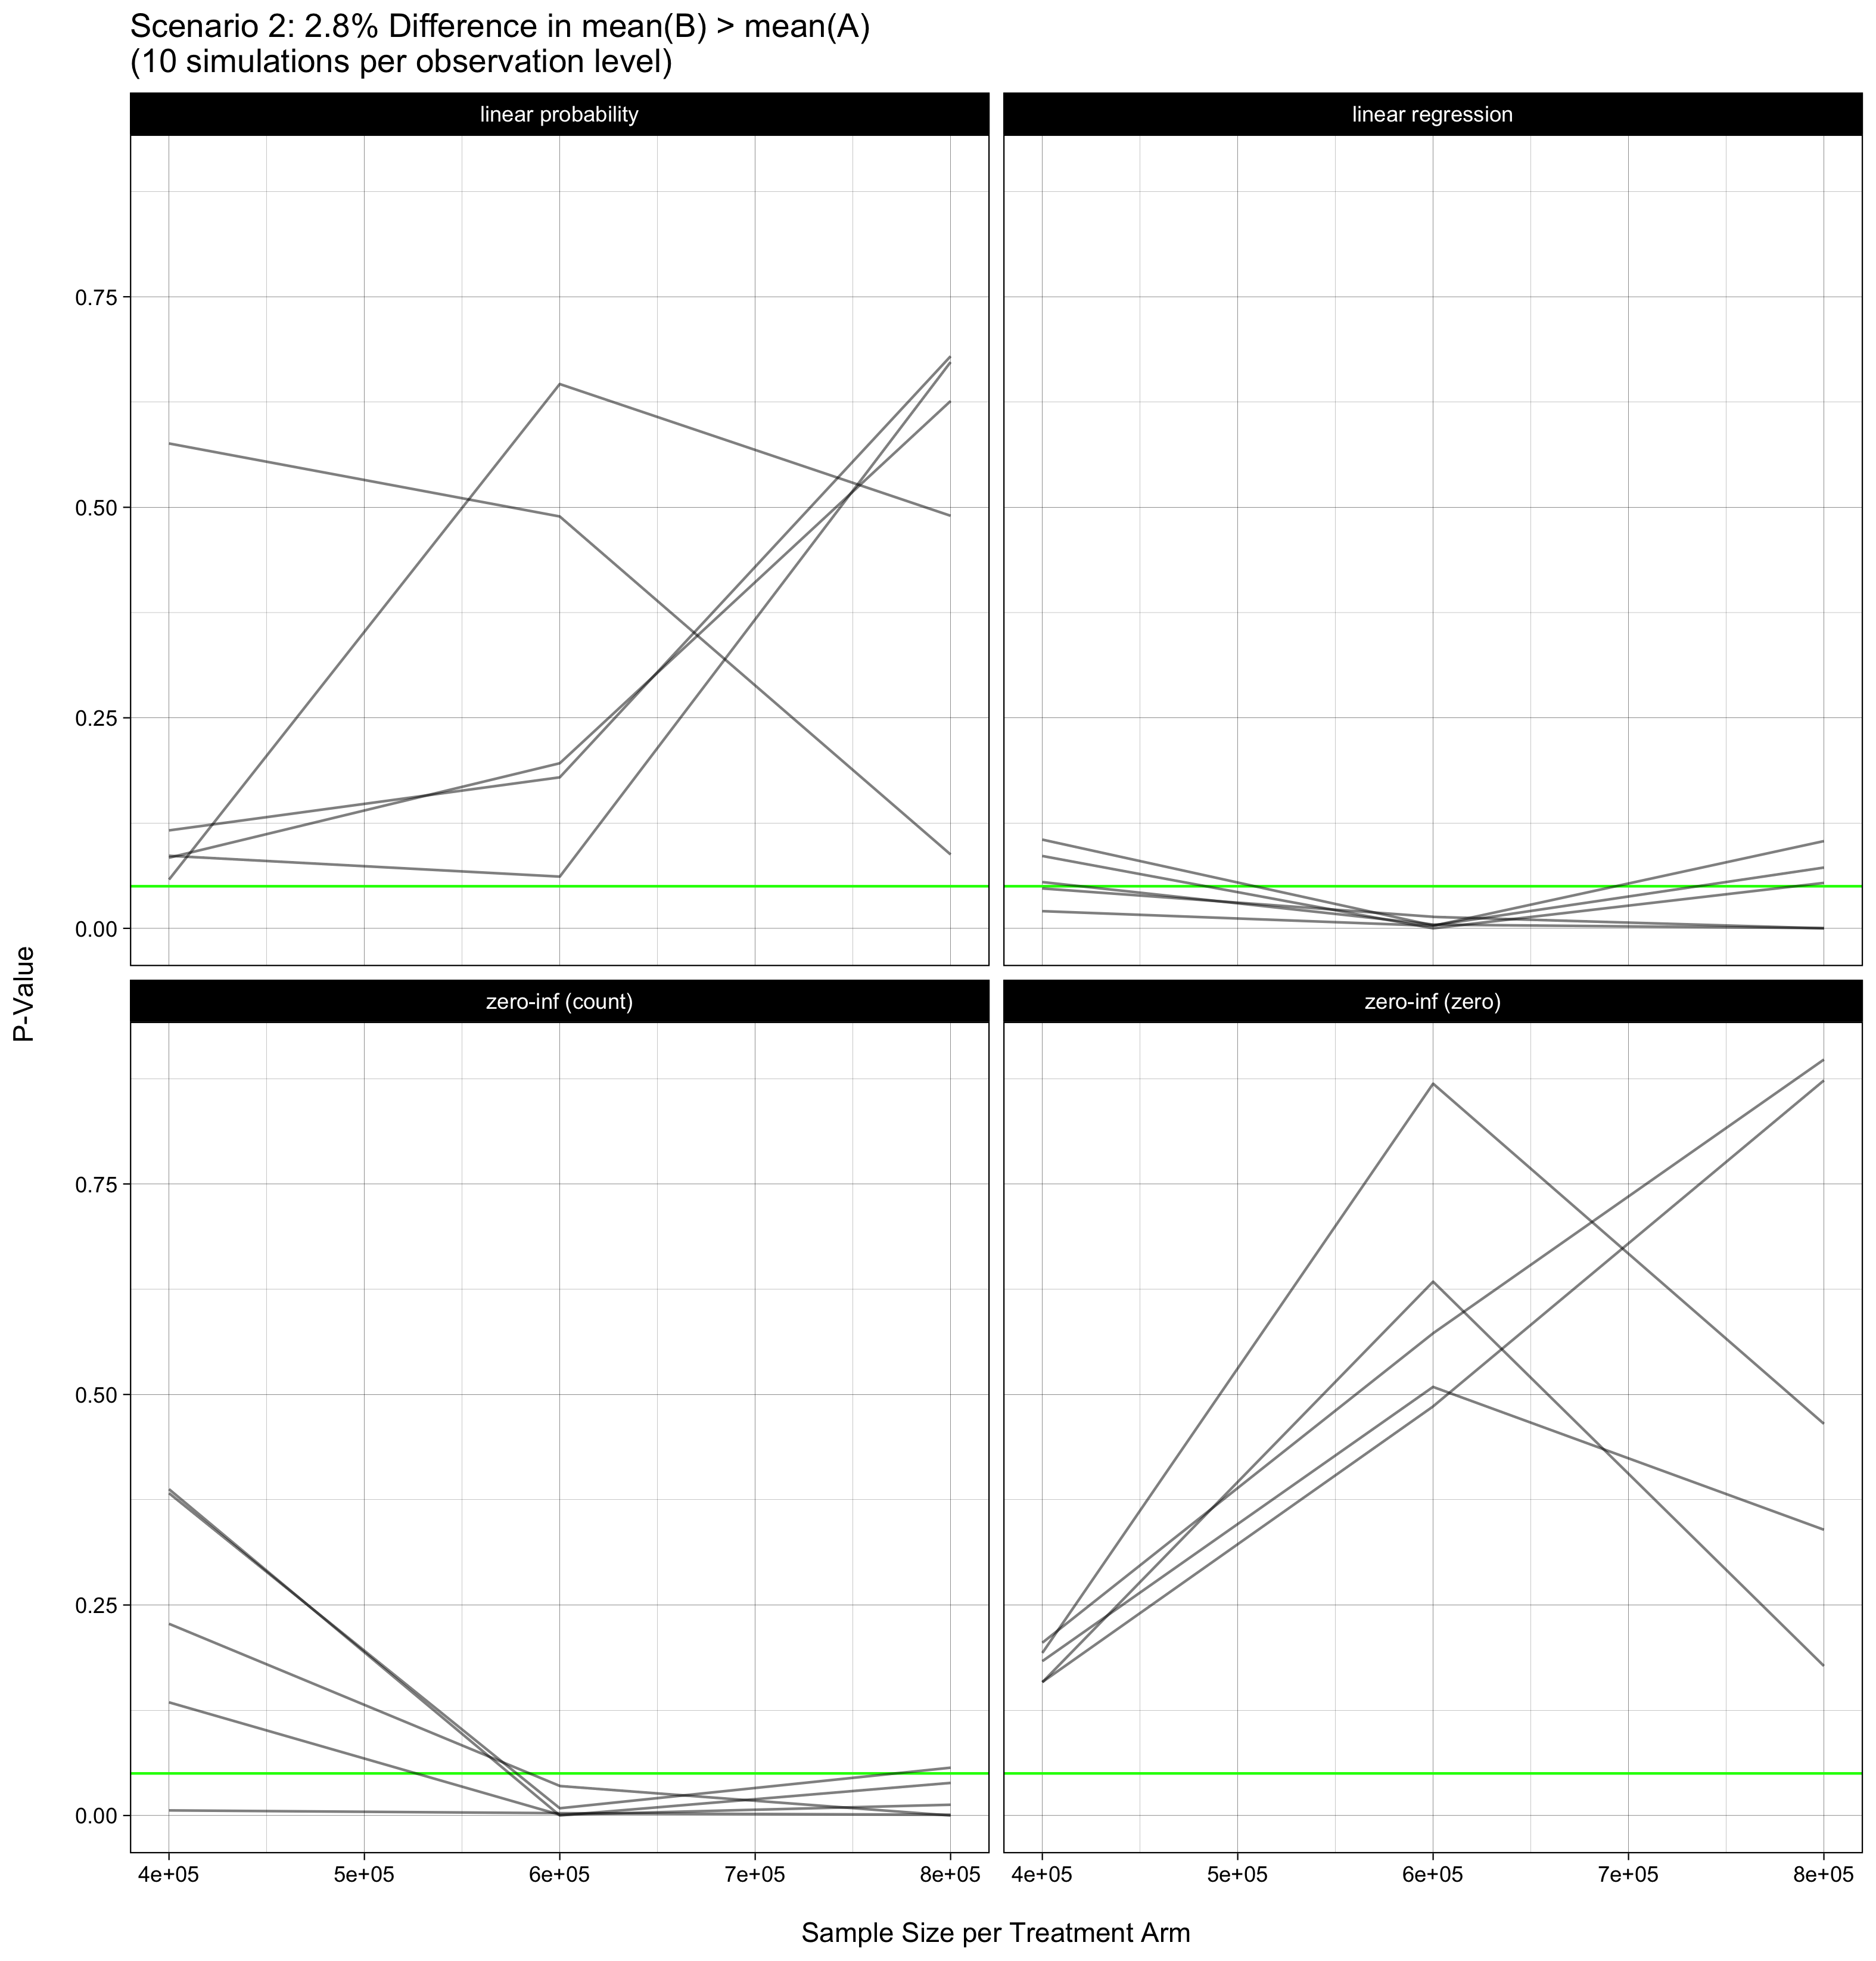 Scenario 2: 2.8% Difference in mean(B) > mean(A)
(10 simulations per observation level)
linear probability
linear regression
0.75
0.50
0.25
0.00
P-Value
zero-inf (count)
zero-inf (zero)
0.75
0.50
0.25
0.00
4e+05 5e+05 6e+05 7e+05 8e+05
4e+05 5e+05 6e+05 7e+05 8e+05
Sample Size per Treatment Arm